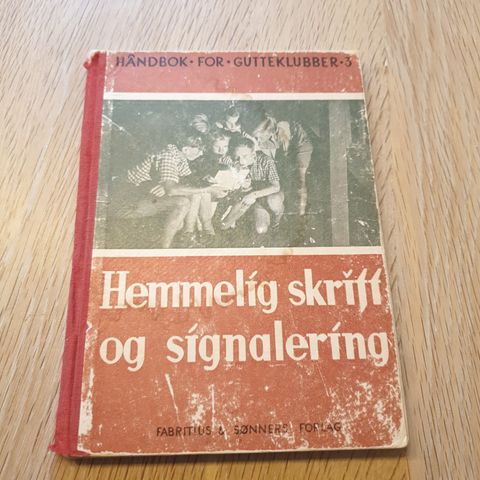 HÅNDBOK · FOR · GUTTEKLUBBER · 3
Hemmelig skrift
og signalering
FABRITIUS & SØNNERS FORLAG